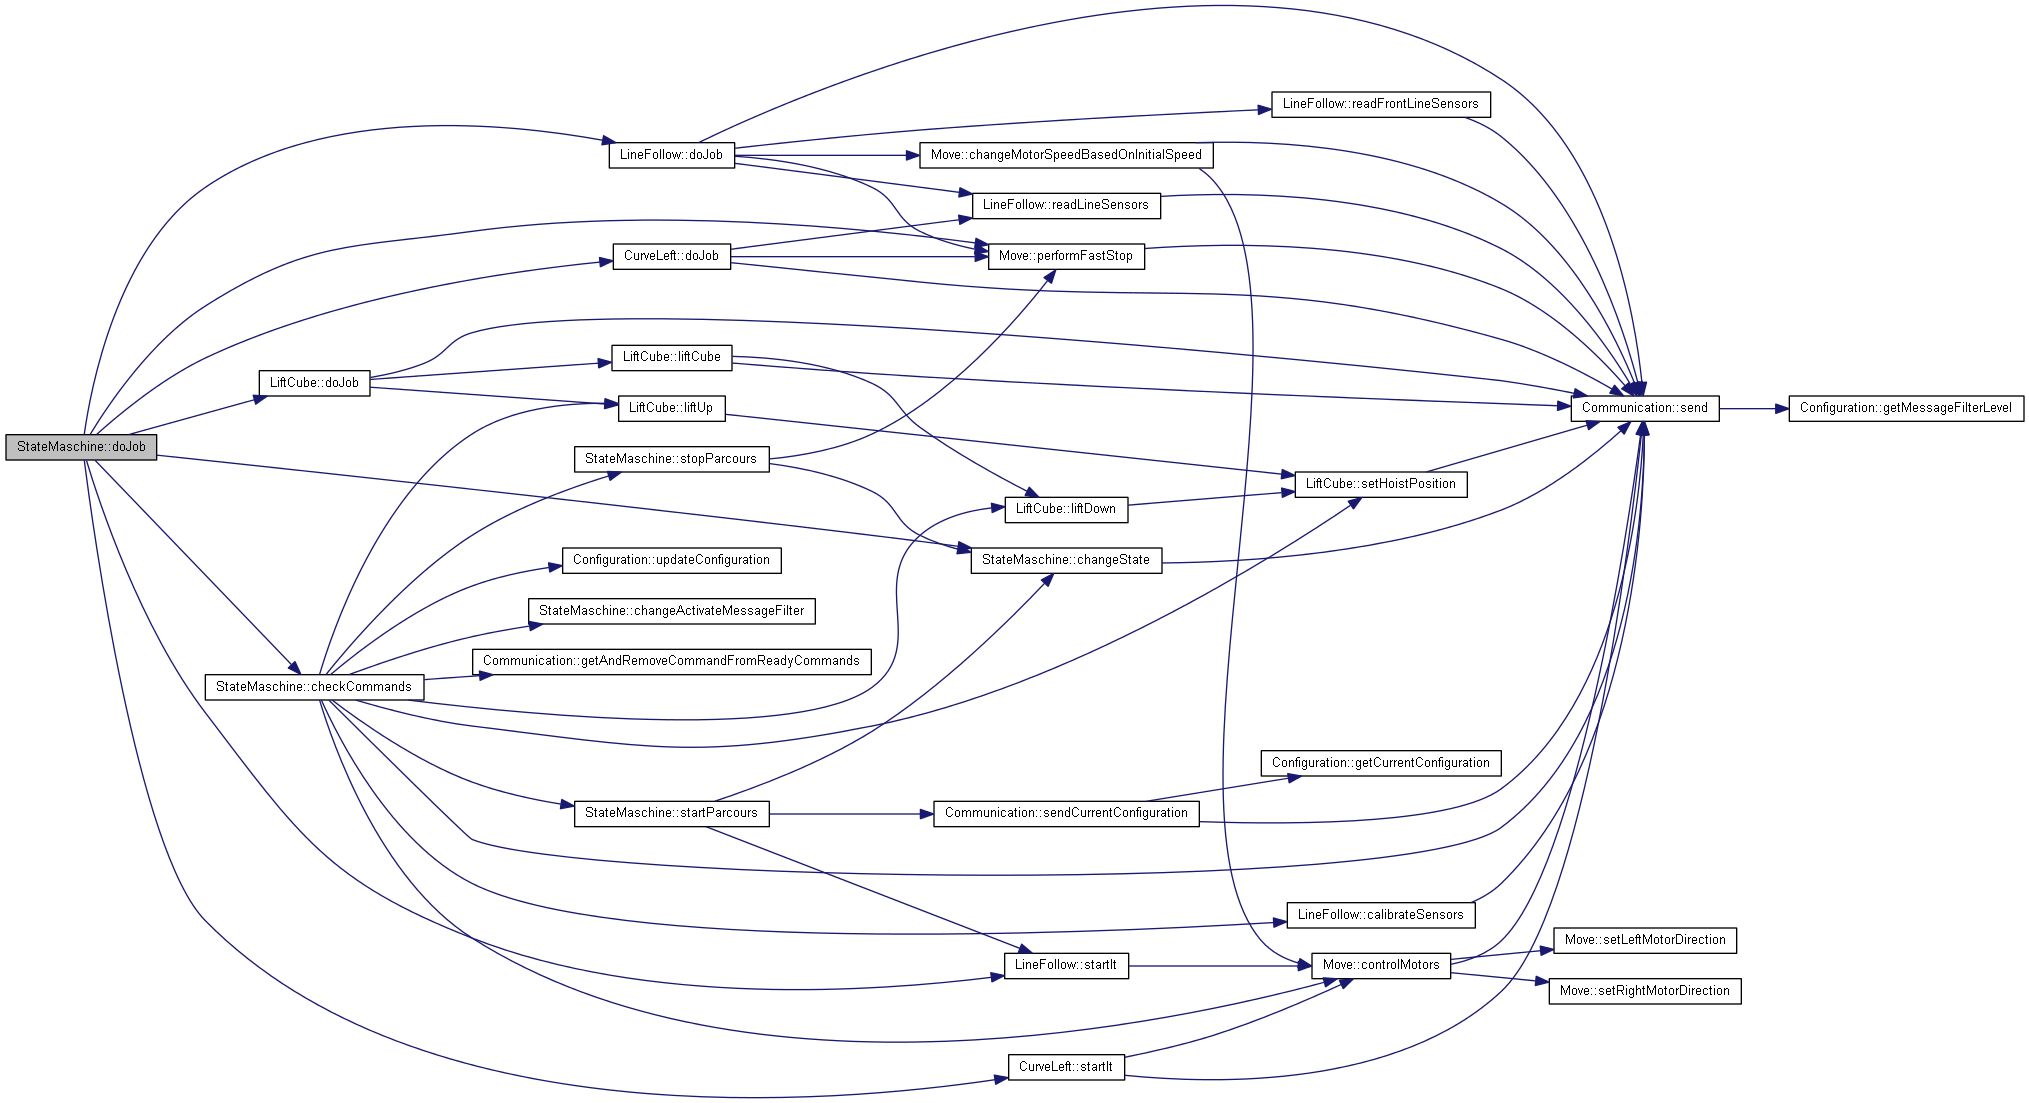 LineFollow::readFrontLineSensors
LineFollow::doJob
Move::changeMotorSpeedBasedOnInitialSpeed
LineFollow::readLineSensors
CurveLeft::doJob
Move::performFastStop
LiftCube::liftCube
LiftCube::doJob
LiftCube::liftUp
Communication::send
Configuration::getMessageFilterLevel
StateMaschine::doJob
StateMaschine::stopParcours
LiftCube::setHoistPosition
LiftCube::liftDown
Configuration::updateConfiguration
StateMaschine::changeState
StateMaschine::changeActivateMessageFilter
Communication::getAndRemoveCommandFromReadyCommands
StateMaschine::checkCommands
Configuration::getCurrentConfiguration
StateMaschine::startParcours
Communication::sendCurrentConfiguration
LineFollow::calibrateSensors
Move::setLeftMotorDirection
LineFollow::startIt
Move::controlMotors
Move::setRightMotorDirection
CurveLeft::startIt